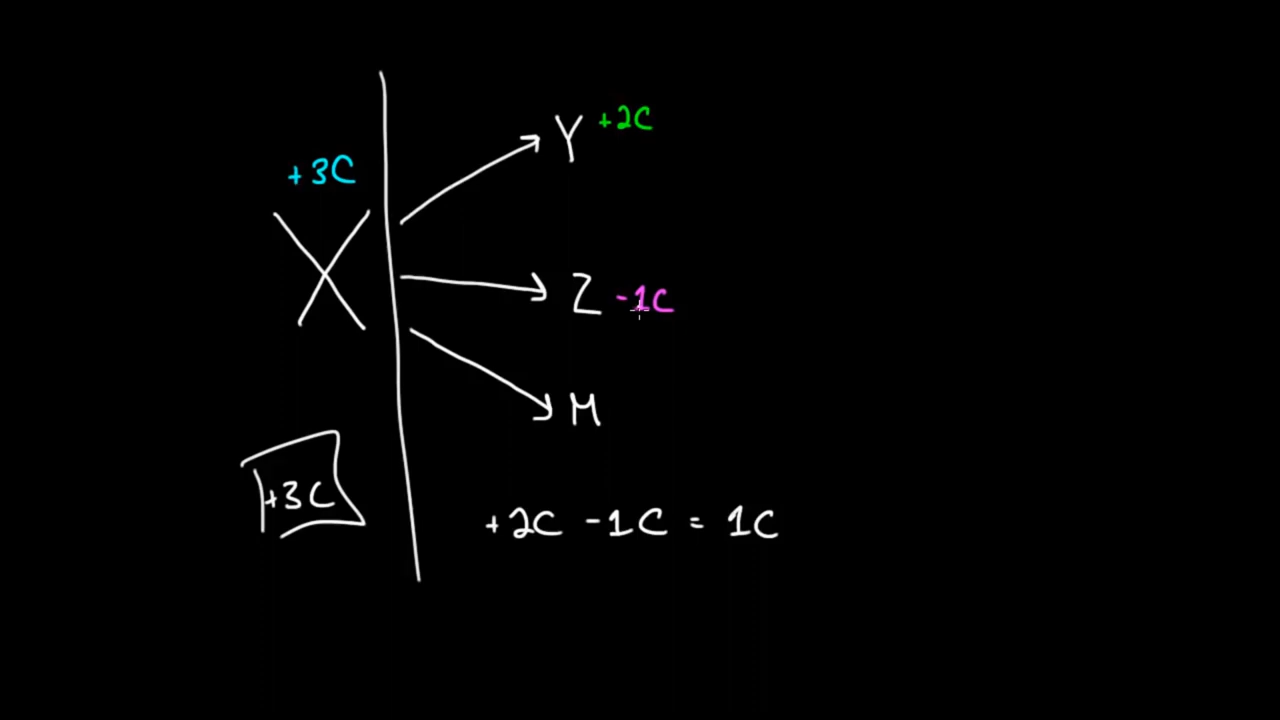 Y +2C
+3C
X
Z -1C
M
+3C
+2C -1C = 1C